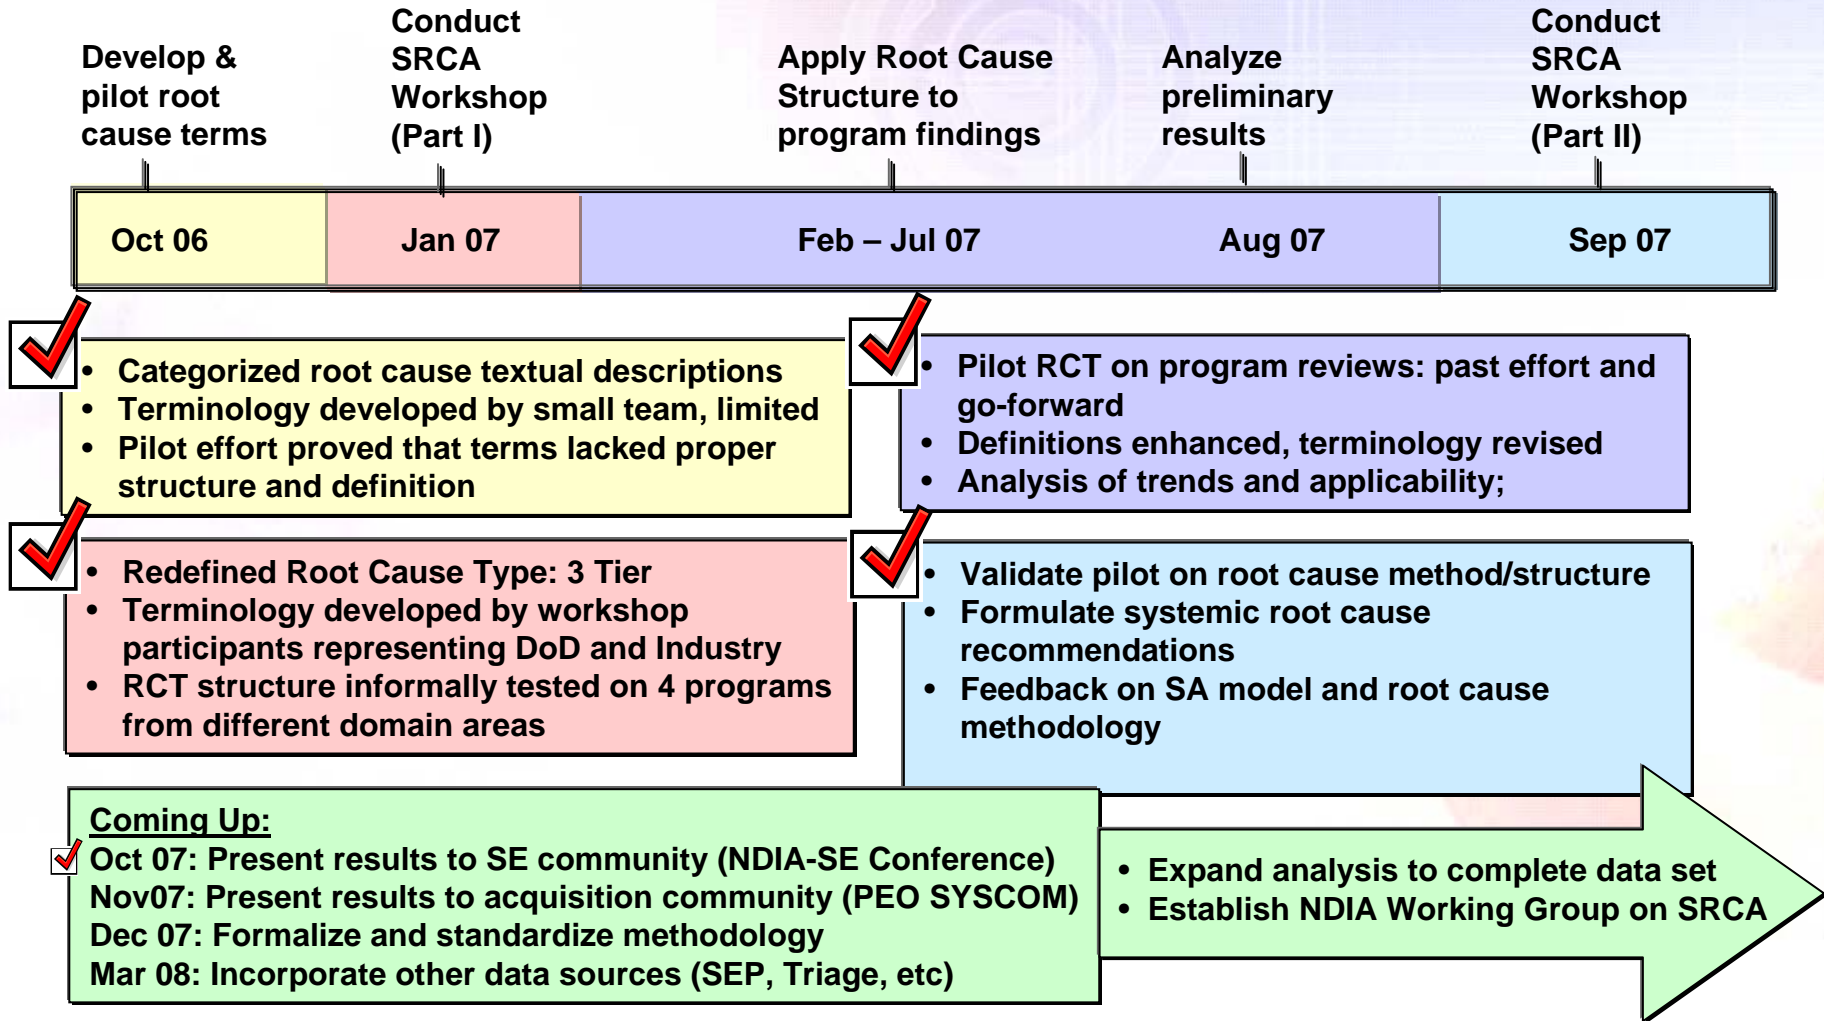 Develop &
pilot root
cause terms
Conduct
SRCA
Workshop
(Part I)
Apply Root Cause
Structure to
program findings
Analyze
preliminary
results
Conduct
SRCA
Workshop
(Part II)
Oct 06
Jan 07
Feb – Jul 07
Aug 07
Sep 07
• Categorized root cause textual descriptions
• Terminology developed by small team, limited
• Pilot effort proved that terms lacked proper
structure and definition
• Pilot RCT on program reviews: past effort and
go-forward
• Definitions enhanced, terminology revised
• Analysis of trends and applicability;
• Redefined Root Cause Type: 3 Tier
• Terminology developed by workshop
participants representing DoD and Industry
• RCT structure informally tested on 4 programs
from different domain areas
• Validate pilot on root cause method/structure
• Formulate systemic root cause
recommendations
• Feedback on SA model and root cause
methodology
Coming Up:
Oct 07: Present results to SE community (NDIA-SE Conference)
Nov07: Present results to acquisition community (PEO SYSCOM)
Dec 07: Formalize and standardize methodology
Mar 08: Incorporate other data sources (SEP, Triage, etc)
• Expand analysis to complete data set
• Establish NDIA Working Group on SRCA